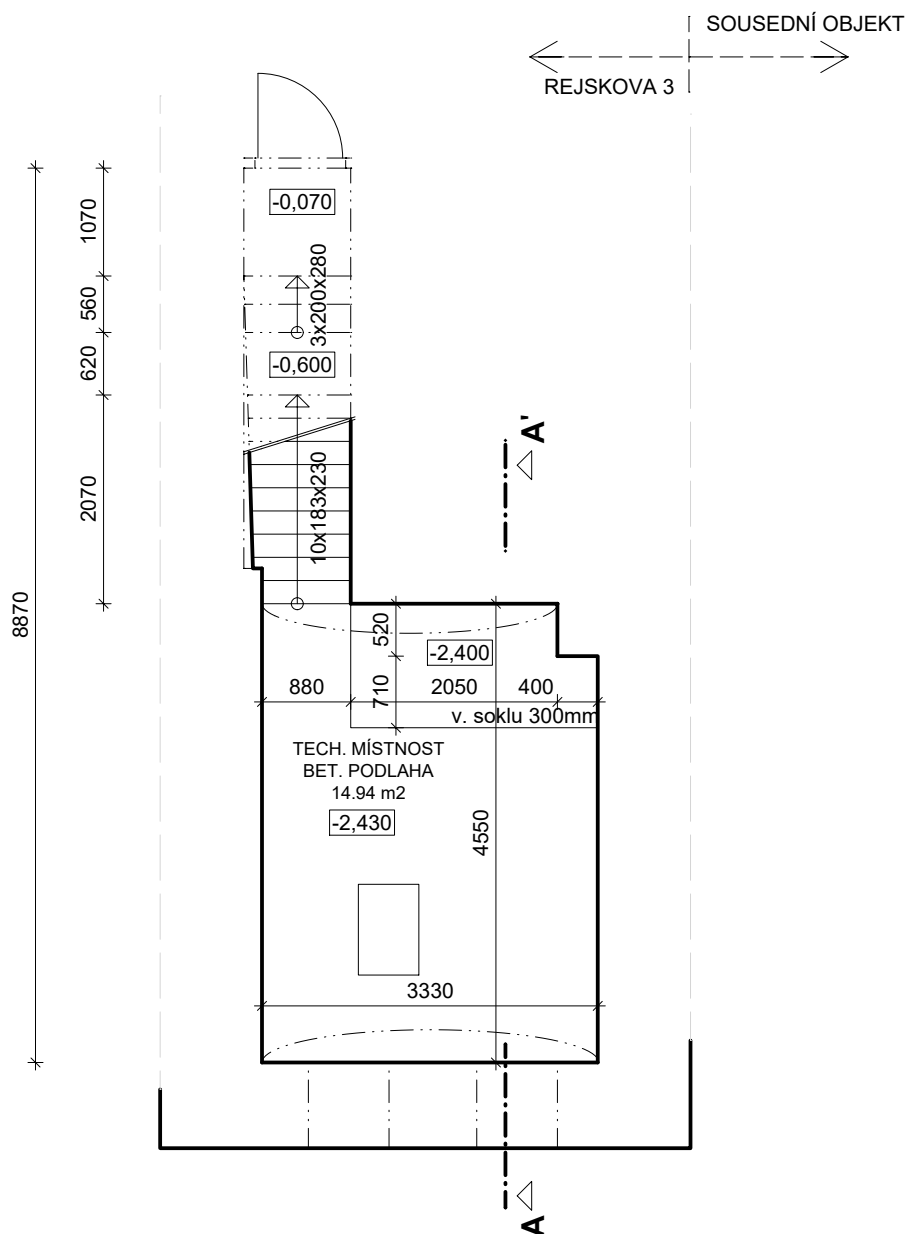 SOUSEDNÍ OBJEKT
REJSKOVA 3
-0,070
1070
3x200x280
560
-0,600
620
A'
2070
10x183x230
8870
520
-2,400
880
710
2050
400
v. soklu 300mm
TECH. MÍSTNOST
BET. PODLAHA
14.94 m2
-2,430
4550
3330
A